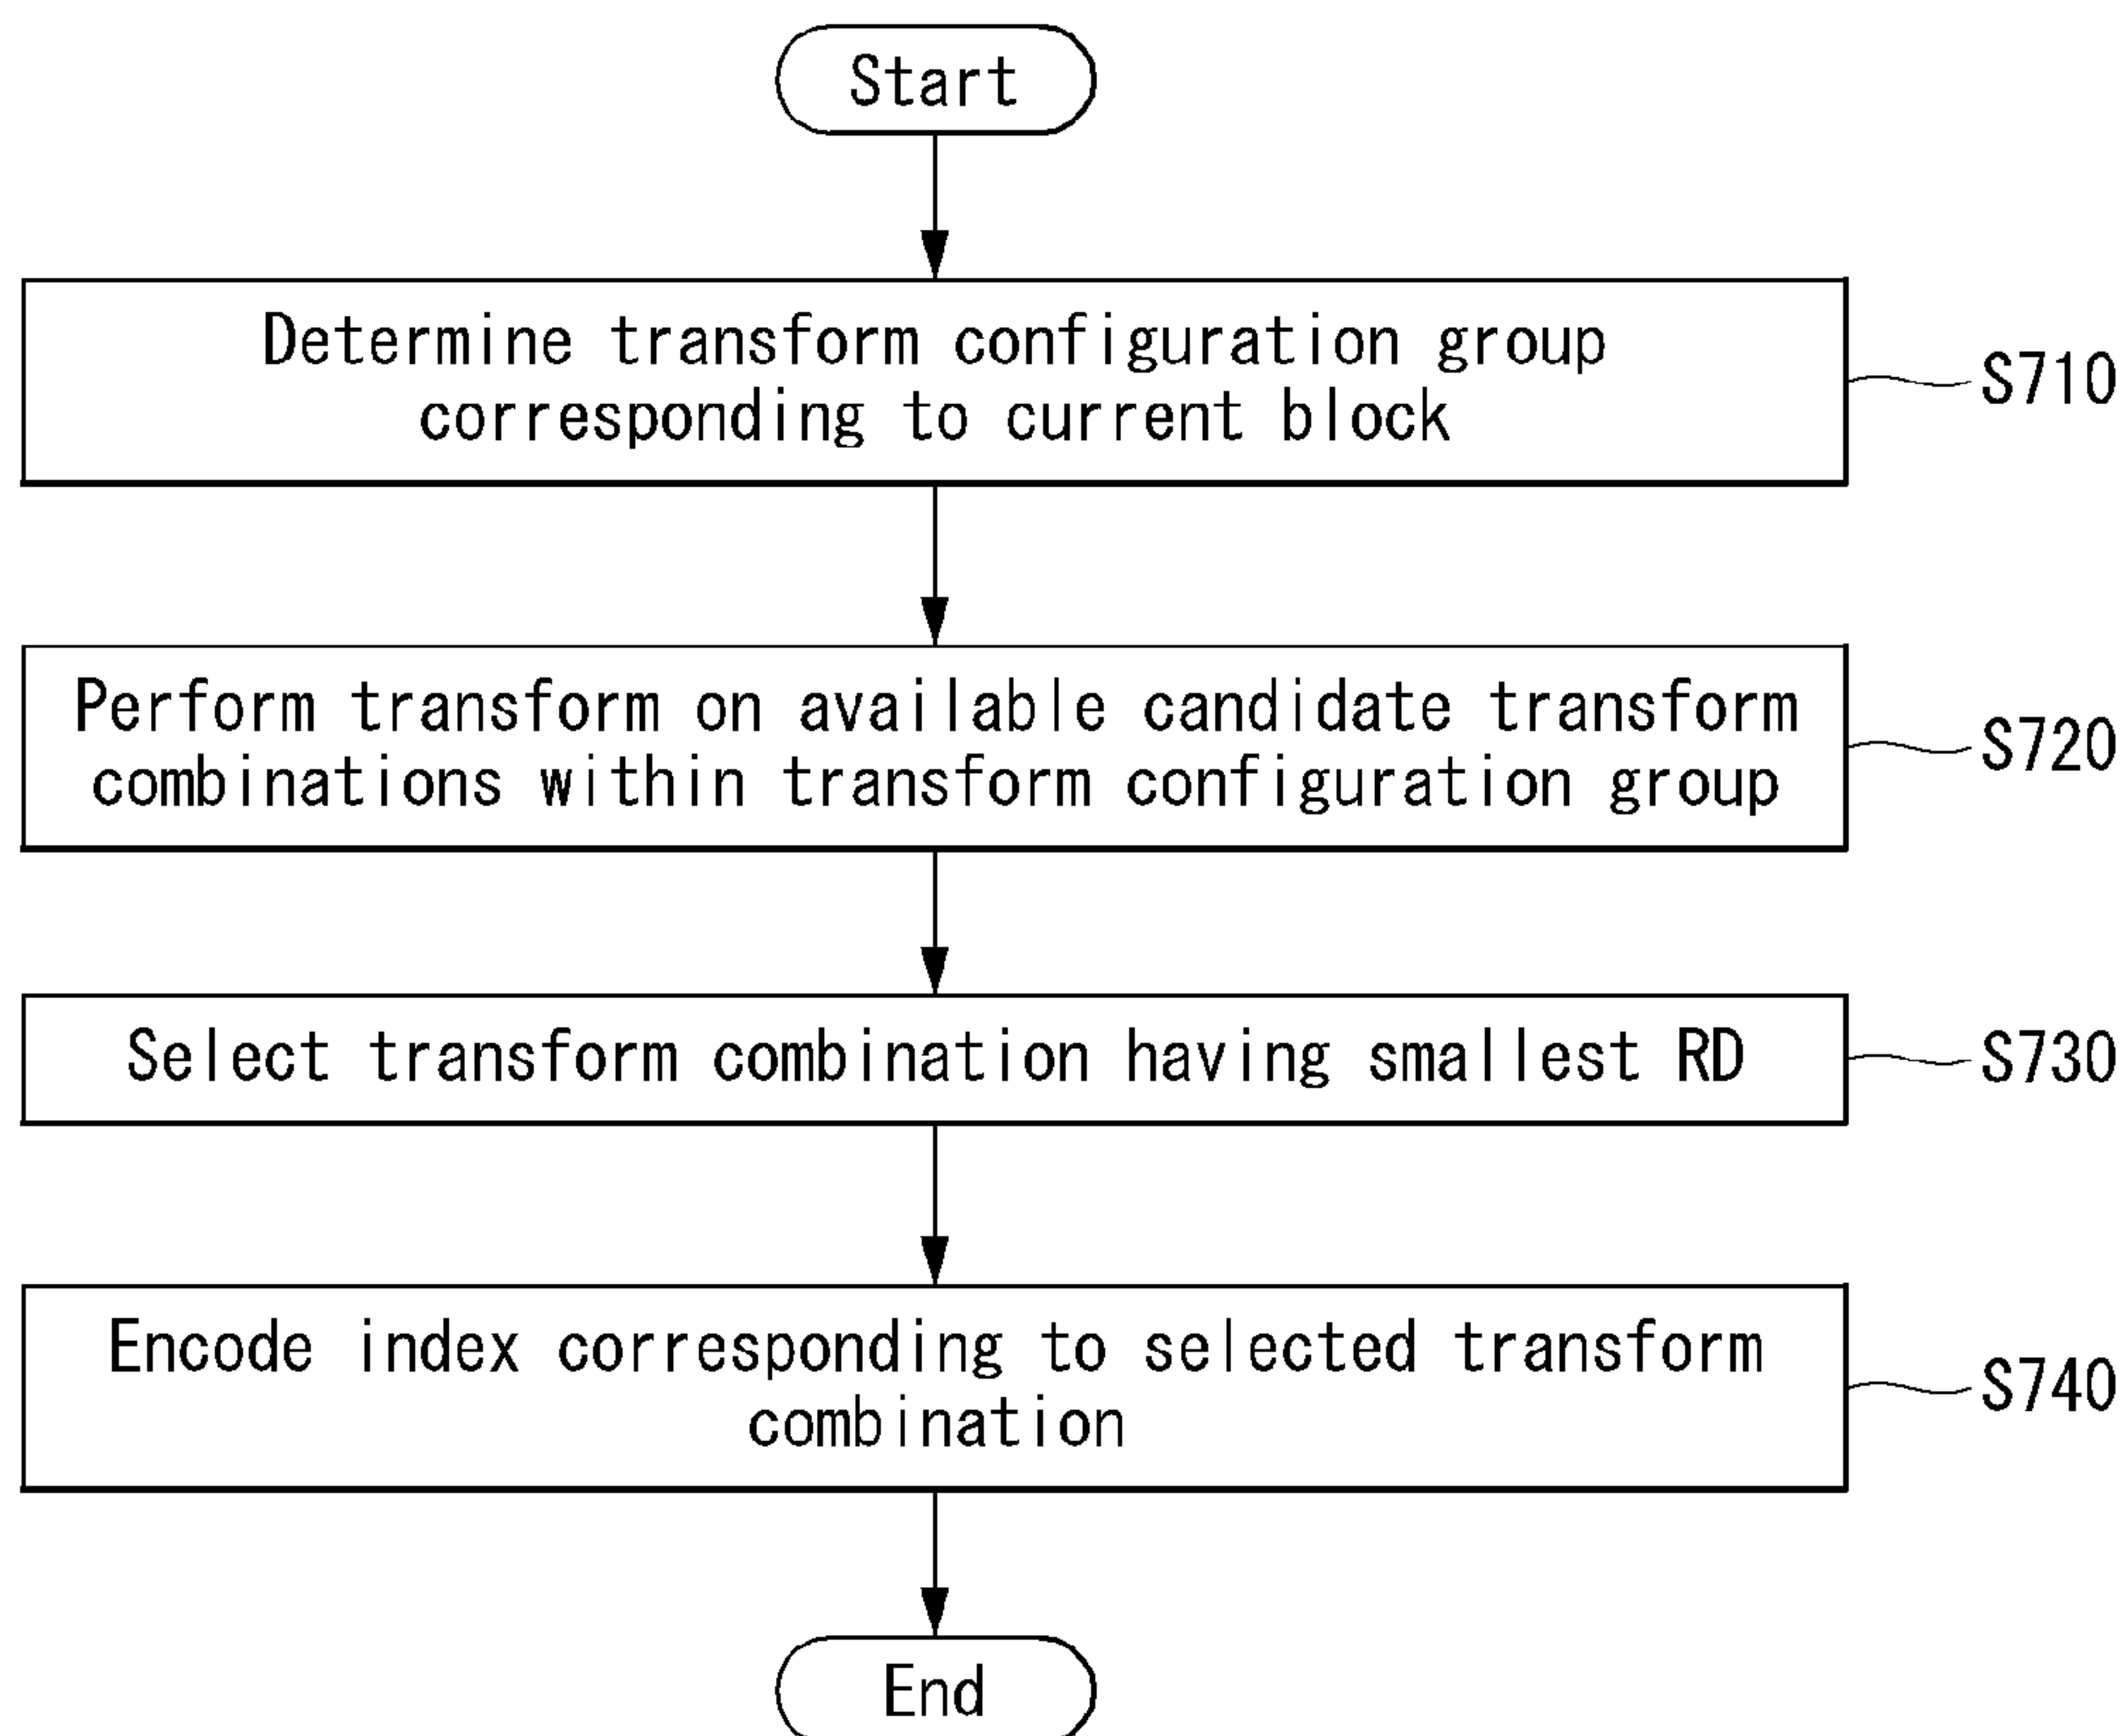 Start
Determine transform configuration group
corresponding to current block
S710
Perform transform on available candidate transform
combinations within transform configuration group
S720
Select transform combination having smallest RD
S730
Encode index corresponding to selected transform
combination
S740
End